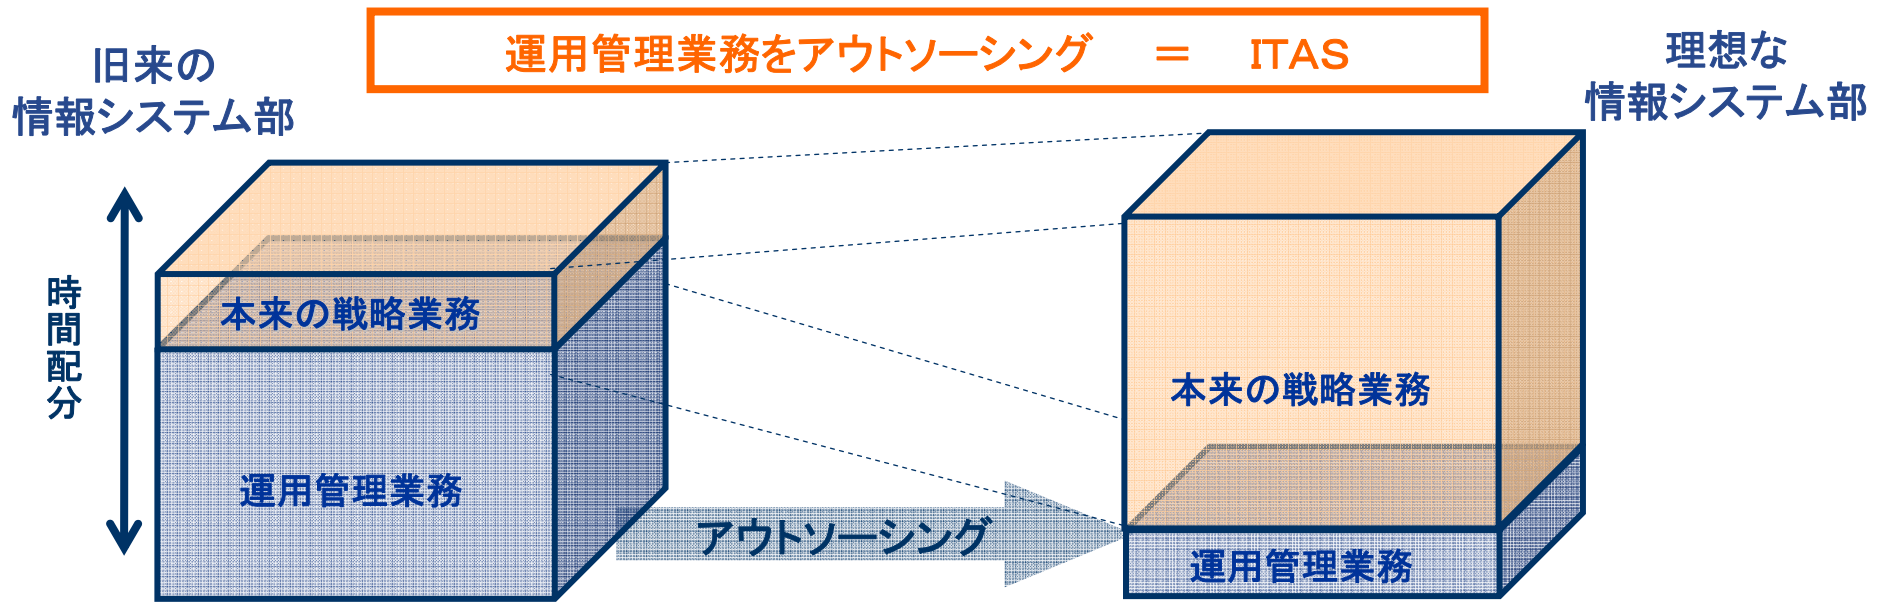 運用管理業務をアウトソーシング ＝ ITAS
旧来の
情報システム部
理想な
情報システム部
時間配分
本来の戦略業務
運用管理業務
アウトソーシング
本来の戦略業務
運用管理業務